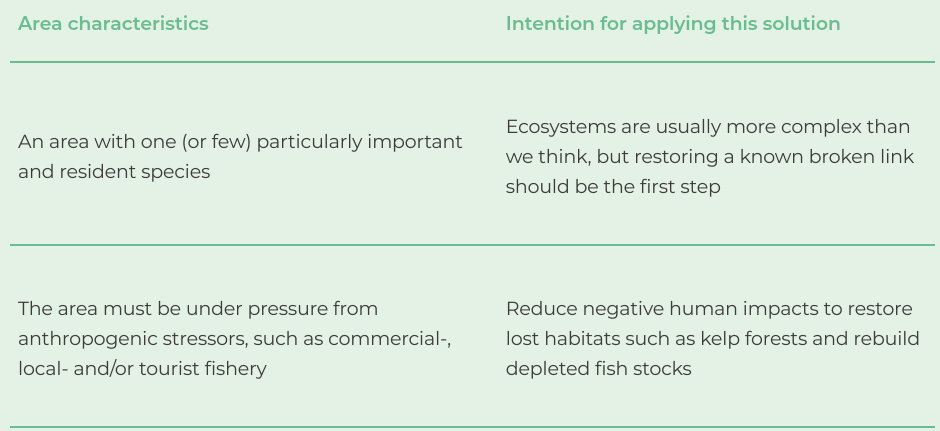 Area characteristics
Intention for applying this solution
An area with one (or few) particularly important
and resident species
Ecosystems are usually more complex than
we think, but restoring a known broken link
should be the first step
The area must be under pressure from
anthropogenic stressors, such as commercial-,
local- and/or tourist fishery
Reduce negative human impacts to restore
lost habitats such as kelp forests and rebuild
depleted fish stocks